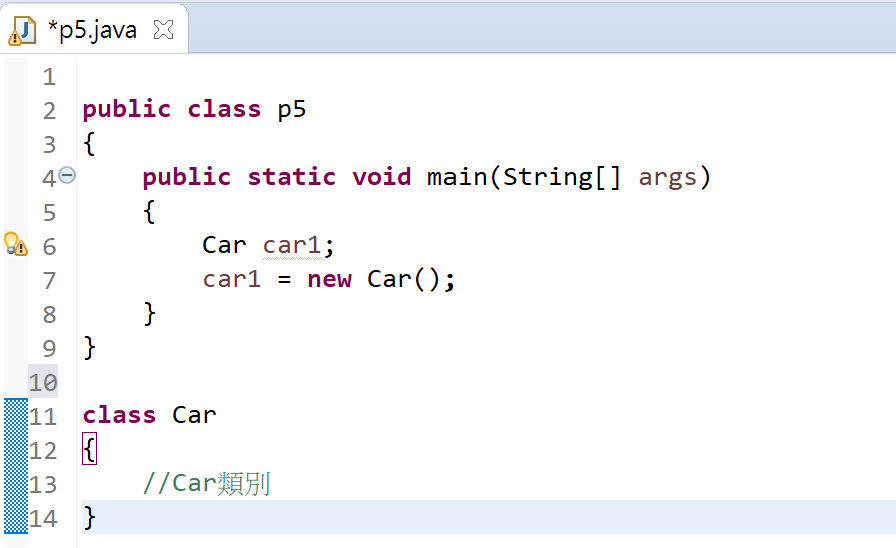 *p5.java
1
2 public class p5
3 {
4 public static void main(String[] args)
5 {
6 Car car1;
7 car1 = new Car();
8 }
9 }
10
11 class Car
12 {
13 //Car類別
14 }